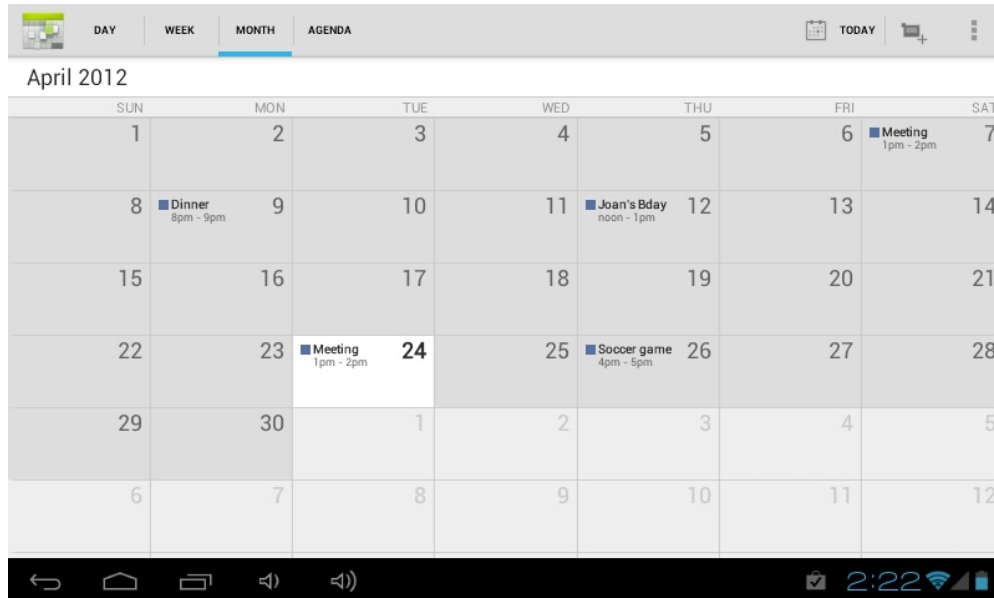 DAY WEEK MONTH AGENDA TODAY
April 2012
SUN MON TUE WED THU FRI SAT
1 2 3 4 5 6 Meeting 7
1pm - 2pm
8 Dinner 9 10 11 Joan's Bday 12 13 14
8pm - 9pm noon - 1pm
15 16 17 18 19 20 21
22 23 Meeting 24 25 Soccer game 26 27 28
1pm - 2pm 4pm - 5pm
29 30 1 2 3 4 5
6 7 8 9 10 11 12
2:22